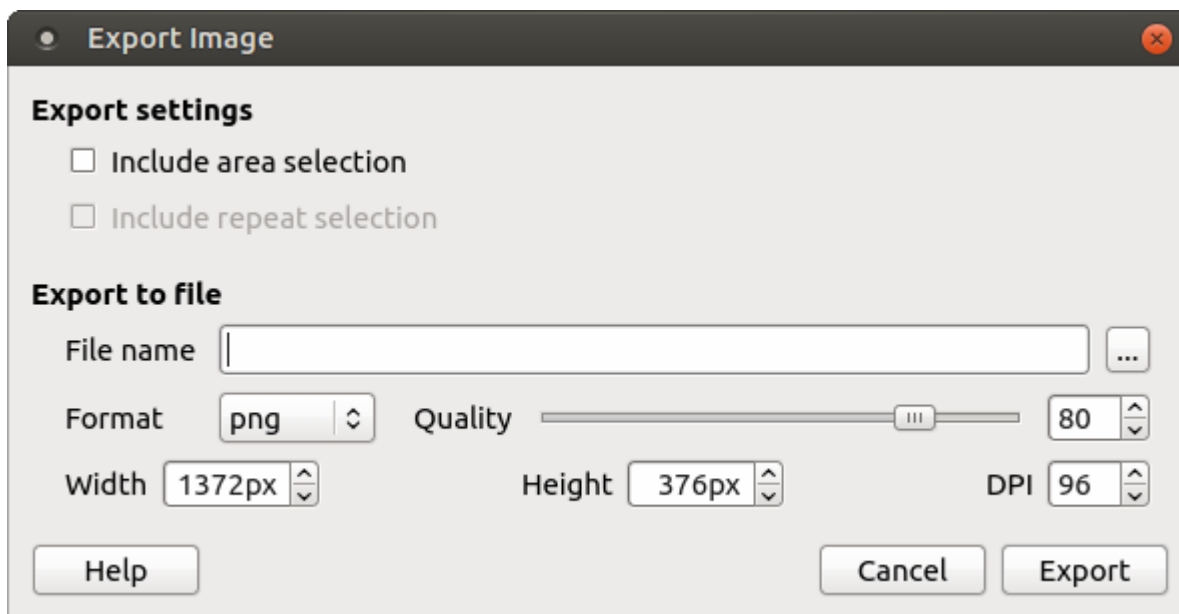 Export Image
Export settings
Include area selection
Include repeat selection
Export to file
File name ...
Format png Quality 80
Width 1372px Height 376px DPI 96
Help Cancel Export